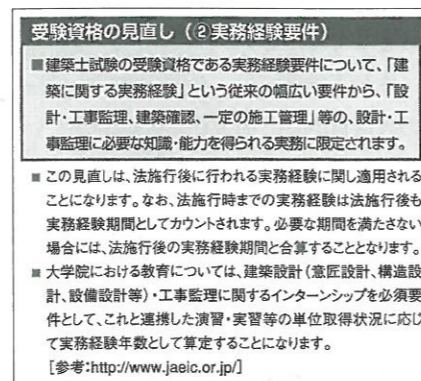 受験資格の見直し（②実務経験要件）
■建築士試験の受験資格である実務経験要件について、「建
築に関する実務経験」という従来の幅広い要件から、「設
計・工事監理、建築確認、一定の施工管理」等の、設計・工
事監理に必要な知識・能力を得られる実務に限定されます。
■この見直しは、法施行後に行われる実務経験に関し適用される
ことになります。なお、法施行時までの実務経験は法施行後も
実務経験期間としてカウントされます。必要な期間を満たさない
場合には、法施行後の実務経験期間と合算することとなります。
■大学院における教育については、建築設計（意匠設計、構造設
計、設備設計等）・工事監理に関するインターンシップを必須要
件として、これと連携した演習・実習等の単位取得状況に応じ
て実務経験年数として算定することになります。
［参考:http://www.jaeic.or.jp/］